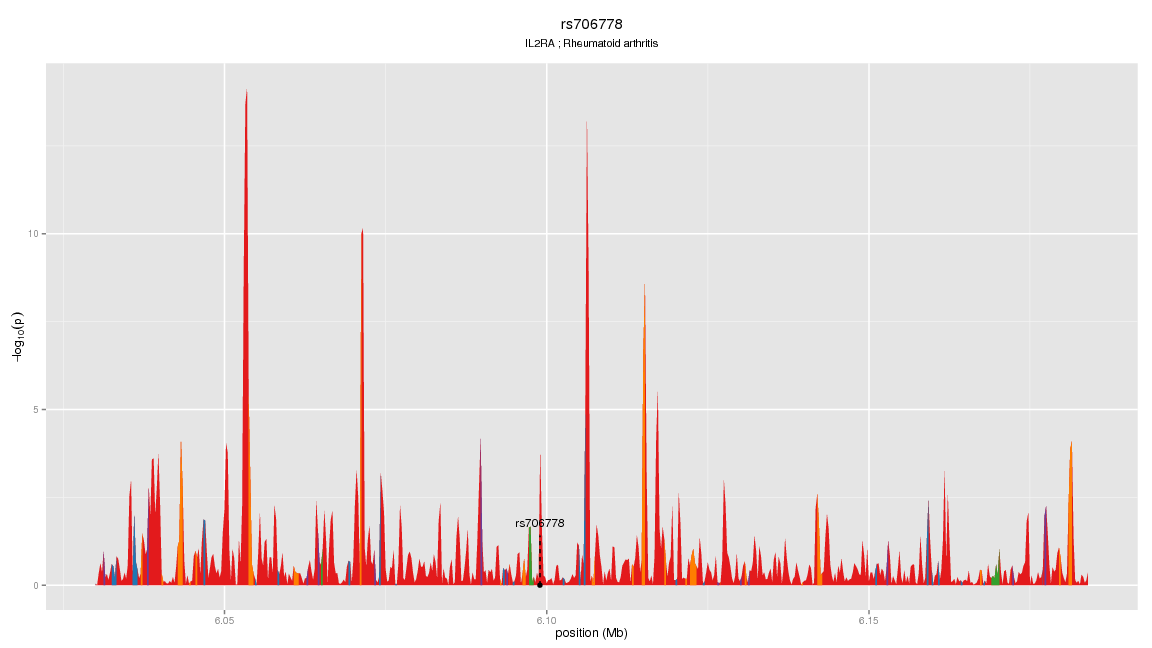 rs706778
IL2RA ; Rheumatoid arthritis
10
5
0
−log10(p)
rs706778
6.05
6.10
6.15
position (Mb)